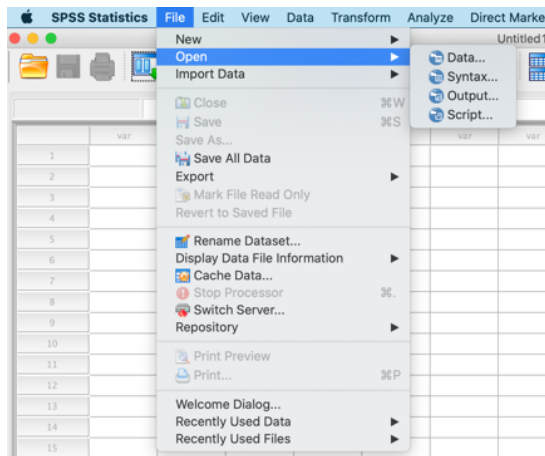 SPSS Statistics File Edit View Data Transform Analyze Direct Marke
Untitled1
New
Open
Import Data
Close ⌘W
Save ⌘S
Save As...
Save All Data
Export
Mark File Read Only
Revert to Saved File
Rename Dataset...
Display Data File Information
Cache Data...
Stop Processor ⌘.
Switch Server...
Repository
Print Preview
Print... ⌘P
Welcome Dialog...
Recently Used Data
Recently Used Files
Data...
Syntax...
Output...
Script...
var var var
1
2
3
4
5
6
7
8
9
10
11
12
13
14
15